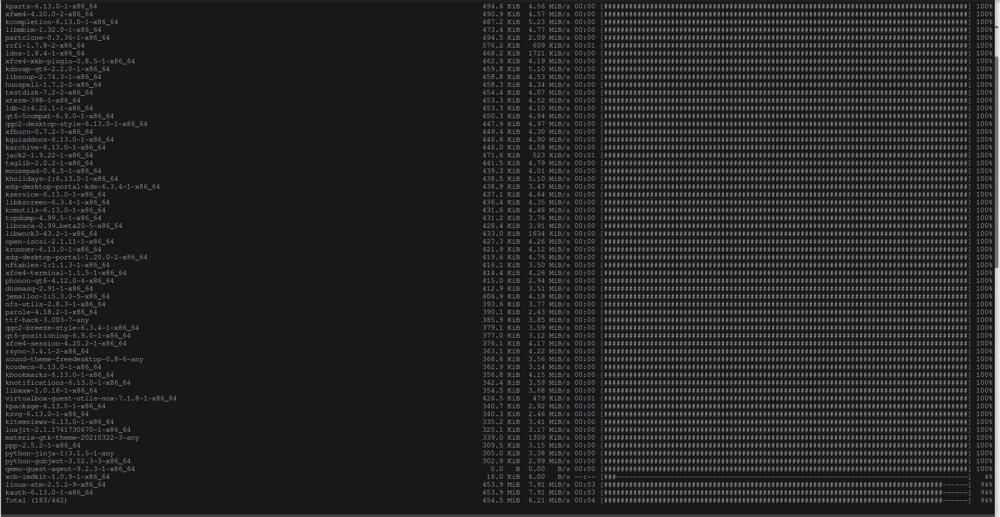 kparts-6.13.0-1-x86_64 494.6 KiB 4.56 MiB/s 00:00 [######################################################################################] 100%
xfwm4-4.20.0-2-x86_64 490.9 KiB 4.57 MiB/s 00:00 [######################################################################################] 100%
kcompletion-6.13.0-1-x86_64 487.2 KiB 5.23 MiB/s 00:00 [######################################################################################] 100%
libmbim-1.32.0-1-x86_64 473.4 KiB 4.77 MiB/s 00:00 [######################################################################################] 100%
partclone-0.3.36-1-x86_64 494.5 KiB 2.09 MiB/s 00:00 [######################################################################################] 100%
rofi-1.7.8-2-x86_64 576.2 KiB 609 KiB/s 00:01 [######################################################################################] 100%
ldns-1.8.4-1-x86_64 468.2 KiB 1721 KiB/s 00:00 [######################################################################################] 100%
xfce4-xkb-plugin-0.8.5-1-x86_64 462.9 KiB 4.19 MiB/s 00:00 [######################################################################################] 100%
kdsoap-qt6-2.2.0-1-x86_64 459.8 KiB 5.10 MiB/s 00:00 [######################################################################################] 100%
libsoup-2.74.3-1-x86_64 458.8 KiB 4.53 MiB/s 00:00 [######################################################################################] 100%
hunspell-1.7.2-2-x86_64 458.3 KiB 4.34 MiB/s 00:00 [######################################################################################] 100%
testdisk-7.2-2-x86_64 454.4 KiB 4.07 MiB/s 00:00 [######################################################################################] 100%
xterm-398-1-x86_64 453.3 KiB 4.52 MiB/s 00:00 [######################################################################################] 100%
ldb-2:4.22.1-1-x86_64 453.3 KiB 4.10 MiB/s 00:00 [######################################################################################] 100%
qt6-5compat-6.9.0-1-x86_64 450.3 KiB 4.94 MiB/s 00:00 [######################################################################################] 100%
qqc2-desktop-style-6.13.0-1-x86_64 447.9 KiB 4.97 MiB/s 00:00 [######################################################################################] 100%
xfburn-0.7.2-3-x86_64 449.4 KiB 4.30 MiB/s 00:00 [######################################################################################] 100%
kguiaddons-6.13.0-1-x86_64 446.6 KiB 4.90 MiB/s 00:00 [######################################################################################] 100%
karchive-6.13.0-1-x86_64 446.0 KiB 4.58 MiB/s 00:00 [######################################################################################] 100%
jack2-1.9.22-1-x86_64 471.6 KiB 523 KiB/s 00:01 [######################################################################################] 100%
taglib-2.0.2-1-x86_64 441.5 KiB 4.79 MiB/s 00:00 [######################################################################################] 100%
mousepad-0.6.5-1-x86_64 439.3 KiB 4.01 MiB/s 00:00 [######################################################################################] 100%
kholidays-1:6.13.0-1-x86_64 438.5 KiB 5.10 MiB/s 00:00 [######################################################################################] 100%
xdg-desktop-portal-kde-6.3.4-1-x86_64 438.9 KiB 3.43 MiB/s 00:00 [######################################################################################] 100%
kservice-6.13.0-1-x86_64 437.1 KiB 4.64 MiB/s 00:00 [######################################################################################] 100%
libkscreen-6.3.4-1-x86_64 436.4 KiB 4.35 MiB/s 00:00 [######################################################################################] 100%
kcmutils-6.13.0-1-x86_64 431.6 KiB 4.48 MiB/s 00:00 [######################################################################################] 100%
tcpdump-4.99.5-1-x86_64 431.2 KiB 3.76 MiB/s 00:00 [######################################################################################] 100%
libcaca-0.99.beta20-5-x86_64 428.4 KiB 3.91 MiB/s 00:00 [######################################################################################] 100%
libwnck3-43.2-1-x86_64 433.0 KiB 1634 KiB/s 00:00 [######################################################################################] 100%
open-iscsi-2.1.11-1-x86_64 427.3 KiB 4.26 MiB/s 00:00 [######################################################################################] 100%
krunner-6.13.0-1-x86_64 421.9 KiB 4.12 MiB/s 00:00 [######################################################################################] 100%
xdg-desktop-portal-1.20.0-2-x86_64 419.6 KiB 4.76 MiB/s 00:00 [######################################################################################] 100%
nftables-1:1.1.3-1-x86_64 416.1 KiB 3.50 MiB/s 00:00 [######################################################################################] 100%
xfce4-terminal-1.1.5-1-x86_64 414.4 KiB 4.26 MiB/s 00:00 [######################################################################################] 100%
phonon-qt6-4.12.0-4-x86_64 415.0 KiB 2.94 MiB/s 00:00 [######################################################################################] 100%
dnsmasq-2.91-1-x86_64 412.9 KiB 3.51 MiB/s 00:00 [######################################################################################] 100%
jemalloc-1:5.3.0-5-x86_64 406.9 KiB 4.18 MiB/s 00:00 [######################################################################################] 100%
nfs-utils-2.8.3-1-x86_64 393.6 KiB 3.77 MiB/s 00:00 [######################################################################################] 100%
parole-4.18.2-1-x86_64 390.1 KiB 2.43 MiB/s 00:00 [######################################################################################] 100%
ttf-hack-3.003-7-any 385.9 KiB 3.85 MiB/s 00:00 [######################################################################################] 100%
qqc2-breeze-style-6.3.4-1-x86_64 379.1 KiB 3.59 MiB/s 00:00 [######################################################################################] 100%
qt6-positioning-6.9.0-1-x86_64 377.0 KiB 3.12 MiB/s 00:00 [######################################################################################] 100%
xfce4-session-4.20.2-1-x86_64 376.1 KiB 4.17 MiB/s 00:00 [######################################################################################] 100%
rsync-3.4.1-2-x86_64 363.1 KiB 4.22 MiB/s 00:00 [######################################################################################] 100%
sound-theme-freedesktop-0.8-6-any 368.6 KiB 3.56 MiB/s 00:00 [######################################################################################] 100%
kcodecs-6.13.0-1-x86_64 362.9 KiB 3.14 MiB/s 00:00 [######################################################################################] 100%
kbookmarks-6.13.0-1-x86_64 356.8 KiB 4.15 MiB/s 00:00 [######################################################################################] 100%
knotifications-6.13.0-1-x86_64 342.4 KiB 3.59 MiB/s 00:00 [######################################################################################] 100%
libxaw-1.0.16-1-x86_64 354.5 KiB 3.68 MiB/s 00:00 [######################################################################################] 100%
virtualbox-guest-utils-nox-7.1.8-1-x86_64 426.5 KiB 479 KiB/s 00:01 [######################################################################################] 100%
kpackage-6.13.0-1-x86_64 340.7 KiB 2.92 MiB/s 00:00 [######################################################################################] 100%
ksvg-6.13.0-1-x86_64 340.3 KiB 2.46 MiB/s 00:00 [######################################################################################] 100%
kitemviews-6.13.0-1-x86_64 335.2 KiB 3.41 MiB/s 00:00 [######################################################################################] 100%
luajit-2.1.1741730670-1-x86_64 325.1 KiB 3.17 MiB/s 00:00 [######################################################################################] 100%
materia-gtk-theme-20210322-3-any 339.0 KiB 1309 KiB/s 00:00 [######################################################################################] 100%
ppp-2.5.2-1-x86_64 309.5 KiB 3.15 MiB/s 00:00 [######################################################################################] 100%
python-jinja-1:3.1.5-1-any 305.0 KiB 3.38 MiB/s 00:00 [######################################################################################] 100%
python-gobject-3.52.3-3-x86_64 302.9 KiB 2.99 MiB/s 00:00 [######################################################################################] 100%
qemu-guest-agent-9.2.3-1-x86_64 0.0 B 0.00 B/s 00:00 [######################################################################################] 100%
xcb-imdkit-1.0.9-1-x86_64 16.0 KiB 6.00 B/s --:-- [###-----------------------------------------------------------------------------------] 4%
linux-atm-2.5.2-9-x86_64 453.9 MiB 7.91 MiB/s 00:03 [################################################################################------] 94%
kauth-6.13.0-1-x86_64 453.9 MiB 7.91 MiB/s 00:03 [################################################################################------] 94%
Total (183/442) 454.5 MiB 6.21 MiB/s 00:04 [################################################################################------] 94%